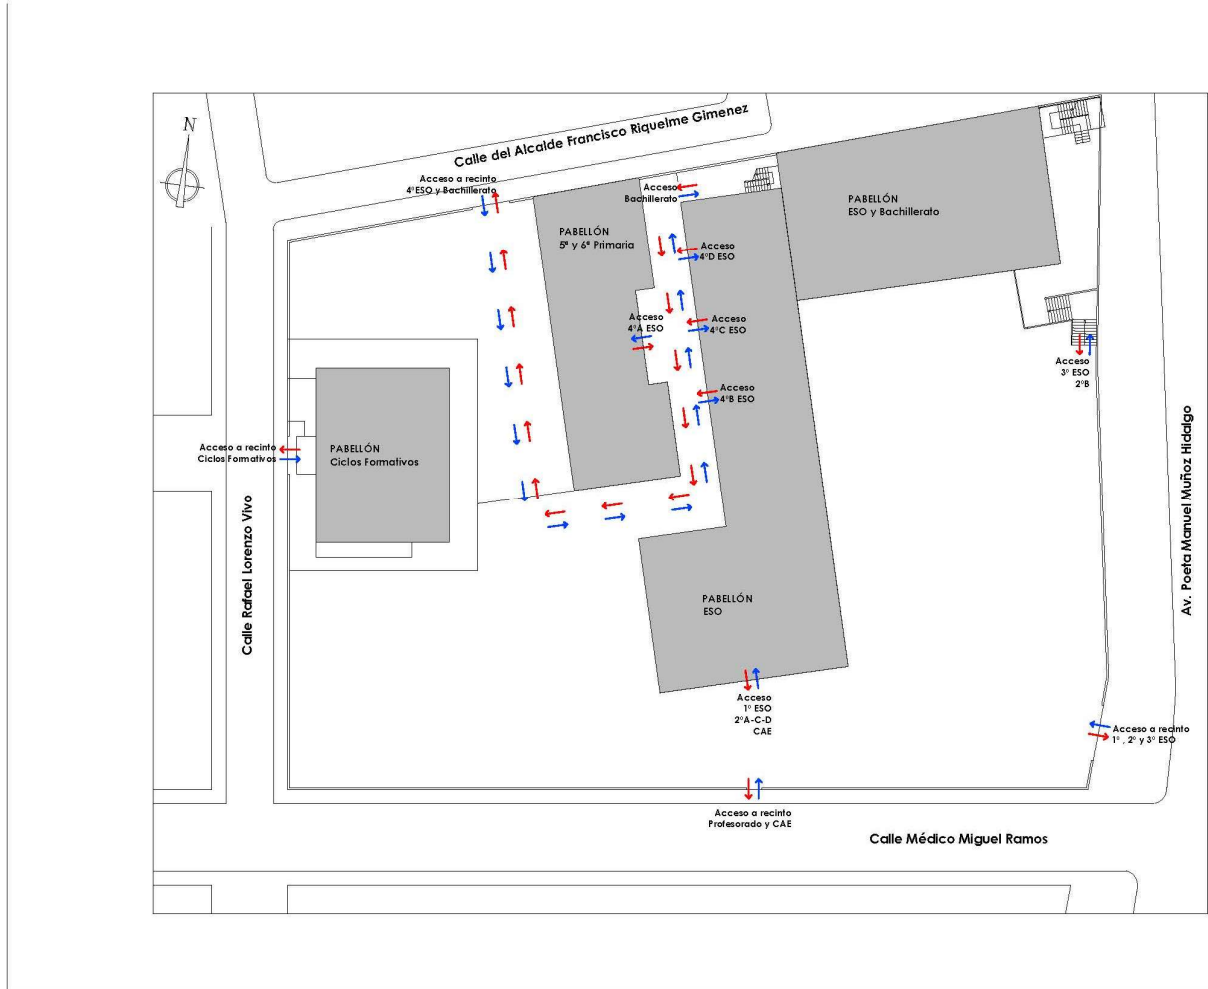 N
Calle del Alcalde Francisco Riquelme Gimenez
Acceso a recinto
4ºESO y Bachillerato
Acceso
Bachillerato
PABELLÓN
ESO y Bachillerato
PABELLÓN
5ª y 6ª Primaria
Acceso
4ºD ESO
Acceso
4ºA ESO
Acceso
4ºC ESO
Acceso
3º ESO
2ºB
Acceso
4ºB ESO
Acceso a recinto
Ciclos Formativos
PABELLÓN
Ciclos Formativos
Calle Rafael Lorenzo Vivo
Av. Poeta Manuel Muñoz Hidalgo
PABELLÓN
ESO
Acceso
1º ESO
2ºA-C-D
CAE
Acceso a recinto
1º , 2º y 3º ESO
Acceso a recinto
Profesorado y CAE
Calle Médico Miguel Ramos